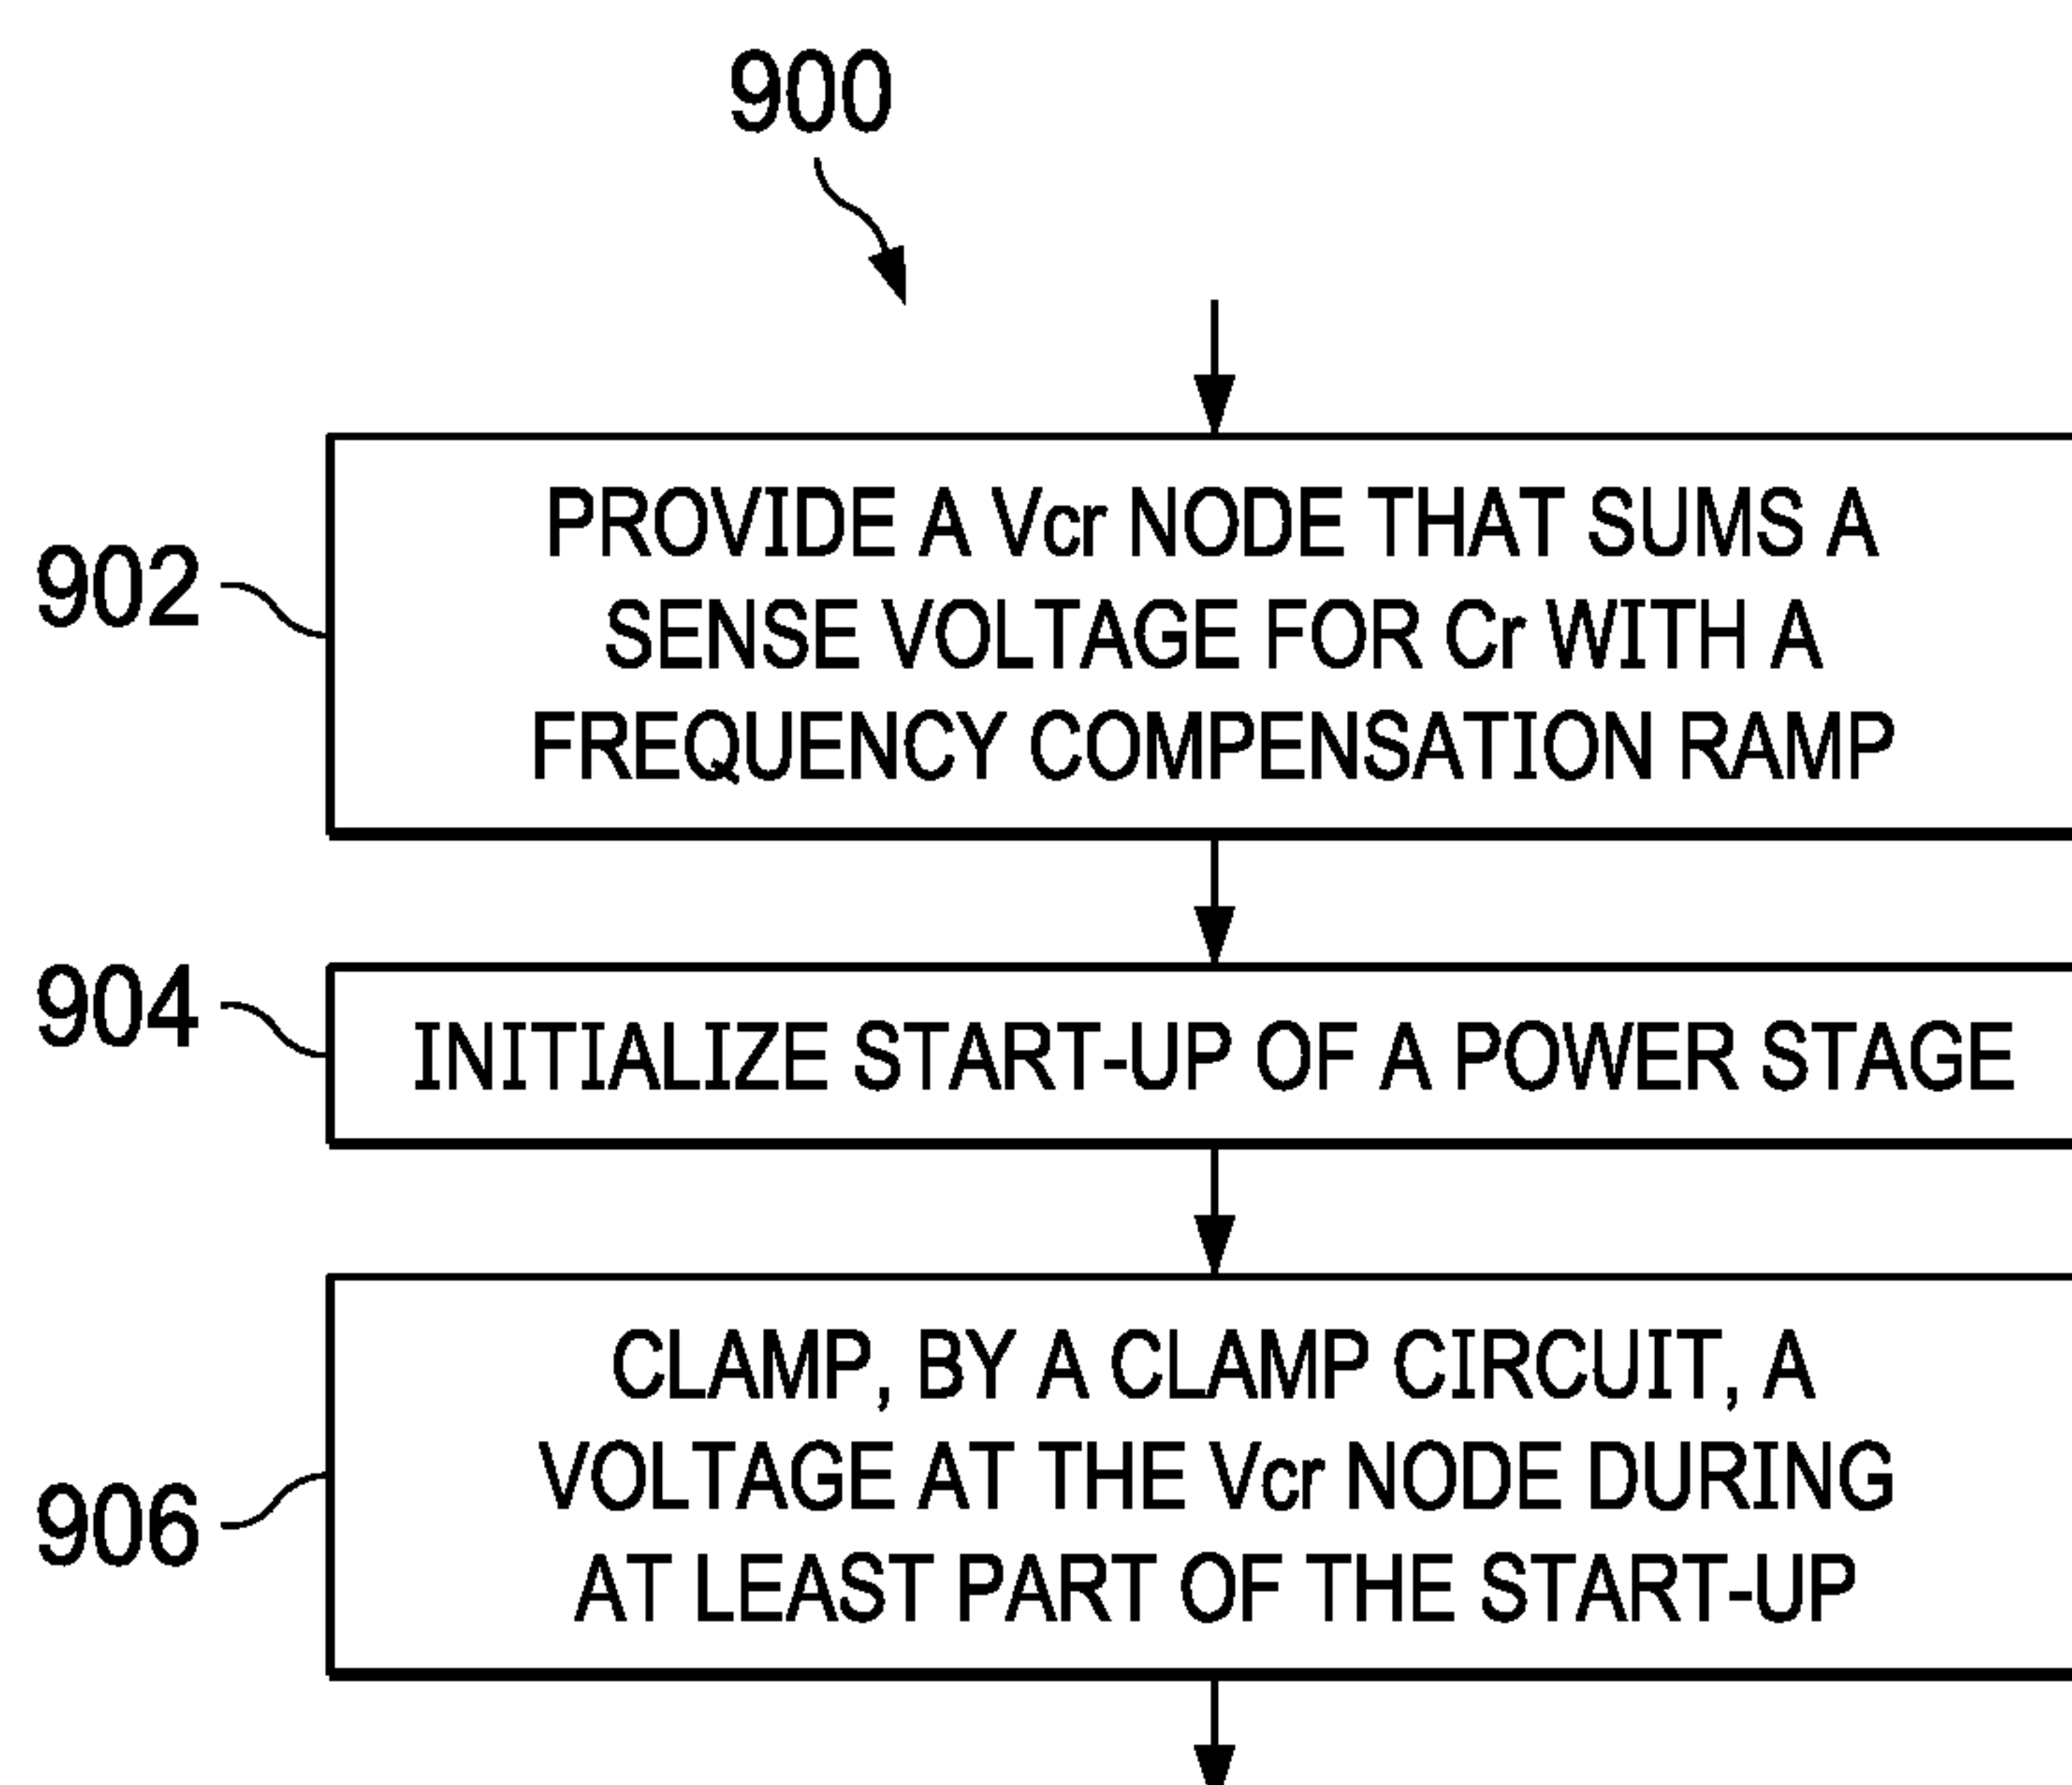 900
902
PROVIDE A Vcr NODE THAT SUMS A
SENSE VOLTAGE FOR Cr WITH A
FREQUENCY COMPENSATION RAMP
904
INITIALIZE START-UP OF A POWER STAGE
906
CLAMP, BY A CLAMP CIRCUIT, A
VOLTAGE AT THE Vcr NODE DURING
AT LEAST PART OF THE START-UP